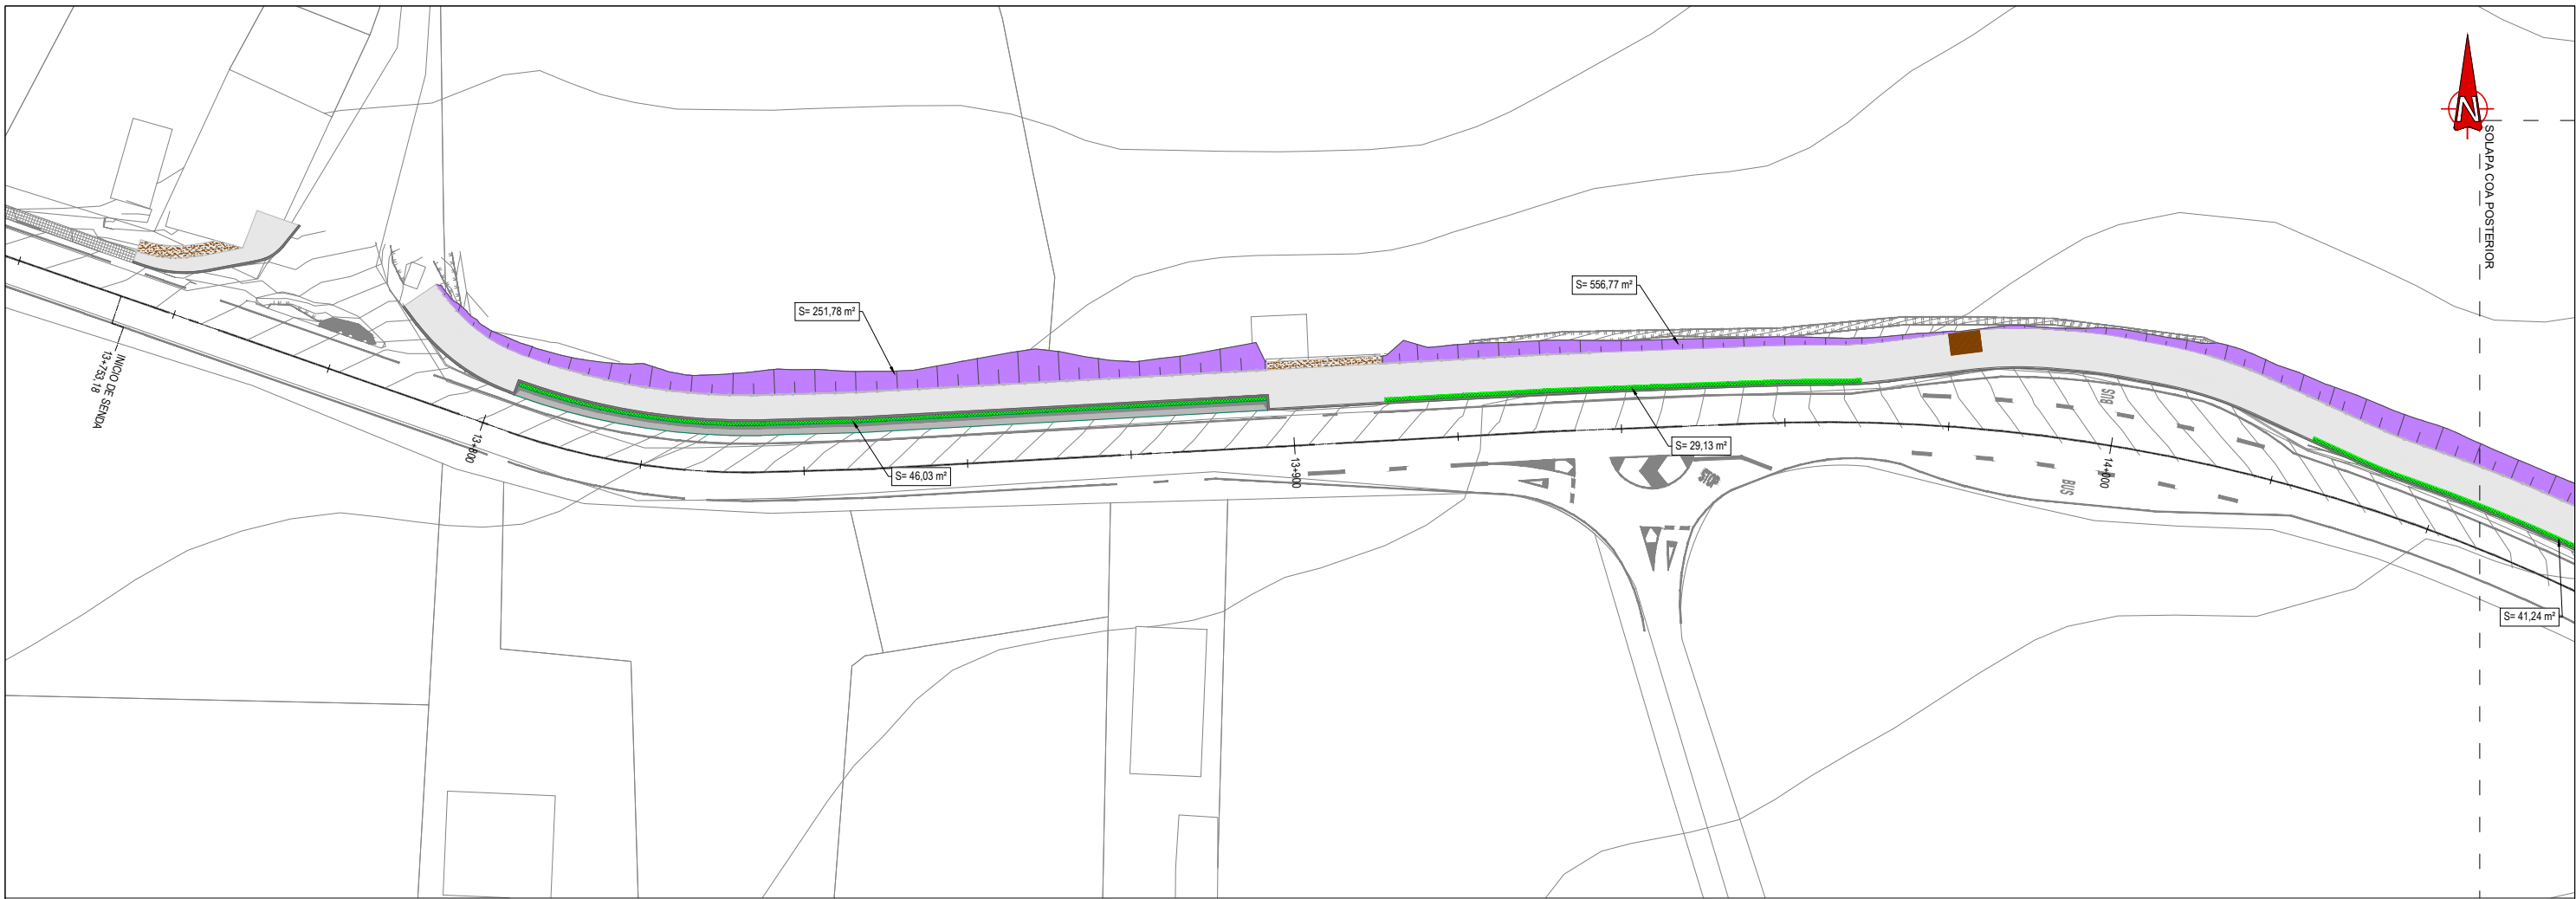 N
SOLAPA COA POSTERIOR
S= 556,77 m²
S= 251,78 m²
INICIO DE SENDA
13+753,18
BUS
13+800
S= 29,13 m²
S= 46,03 m²
13+900
STOP
14+000
BUS
S= 41,24 m²